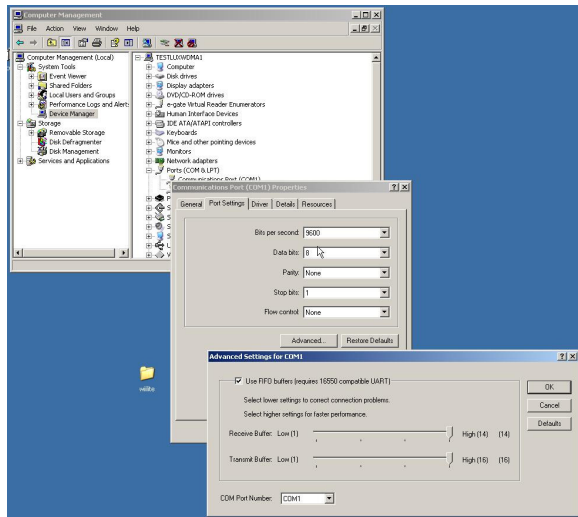 Computer Management
File Action View Window Help
Computer Management (Local)
System Tools
Event Viewer
Shared Folders
Local Users and Groups
Performance Logs and Alert:
Device Manager
Storage
Removable Storage
Disk Defragmenter
Disk Management
Services and Applications
TESTLUXWDMA1
Computer
Disk drives
Display adapters
DVD/CD-ROM drives
e-gate Virtual Reader Enumerators
Human Interface Devices
IDE ATA/ATAPI controllers
Keyboards
Mice and other pointing devices
Monitors
Network adapters
Ports (COM & LPT)
Communications Port (COM1)
Communications Port (COM1) Properties
General Port Settings Driver Details Resources
Bits per second: 9600
Data bits: 8
Parity: None
Stop bits: 1
Flow control: None
Advanced... Restore Defaults
Advanced Settings for COM1
Use FIFO buffers (requires 16550 compatible UART)
Select lower settings to correct connection problems.
Select higher settings for faster performance.
Receive Buffer: Low (1) High (14) (14)
Transmit Buffer: Low (1) High (16) (16)
COM Port Number: COM1
OK
Cancel
Defaults